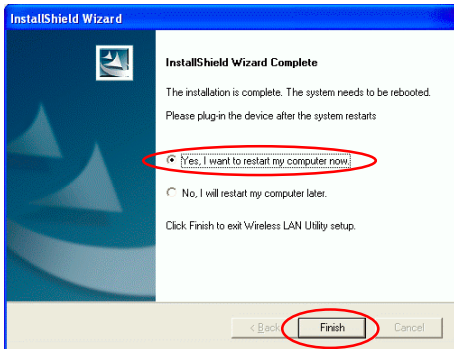 InstallShield Wizard
InstallShield Wizard Complete
The installation is complete. The system needs to be rebooted.
Please plug-in the device after the system restarts
Yes, I want to restart my computer now.
No, I will restart my computer later.
Click Finish to exit Wireless LAN Utility setup.
< Back Finish Cancel